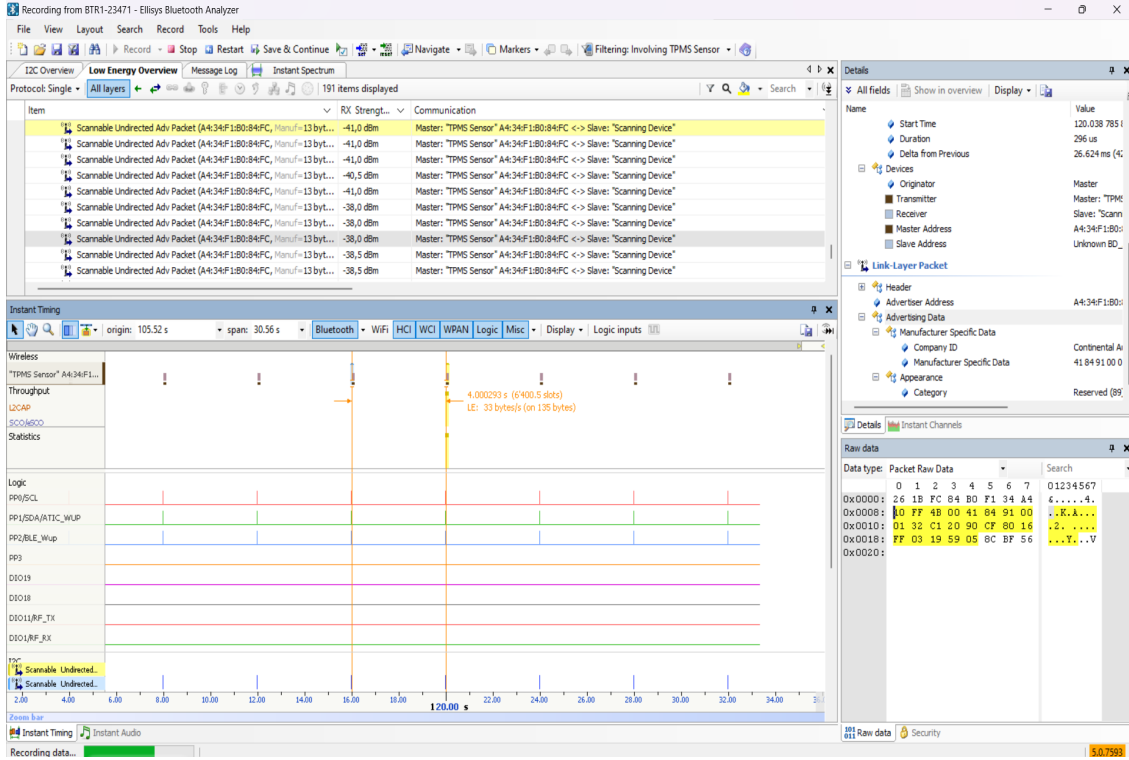 Recording from BTR1-23471 - Ellisys Bluetooth Analyzer
File View Layout Search Record Tools Help
Record Stop Restart Save & Continue Navigate Markers Filtering: Involving TPMS Sensor
I2C Overview Low Energy Overview Message Log Instant Spectrum
Protocol: Single All layers 191 items displayed Search
Item RX Strengt... Communication
Scannable Undirected Adv Packet (A4:34:F1:B0:84:FC, Manuf=13 byt... -41,0 dBm Master: "TPMS Sensor" A4:34:F1:B0:84:FC <-> Slave: "Scanning Device"
Scannable Undirected Adv Packet (A4:34:F1:B0:84:FC, Manuf=13 byt... -41,0 dBm Master: "TPMS Sensor" A4:34:F1:B0:84:FC <-> Slave: "Scanning Device"
Scannable Undirected Adv Packet (A4:34:F1:B0:84:FC, Manuf=13 byt... -41,0 dBm Master: "TPMS Sensor" A4:34:F1:B0:84:FC <-> Slave: "Scanning Device"
Scannable Undirected Adv Packet (A4:34:F1:B0:84:FC, Manuf=13 byt... -40,5 dBm Master: "TPMS Sensor" A4:34:F1:B0:84:FC <-> Slave: "Scanning Device"
Scannable Undirected Adv Packet (A4:34:F1:B0:84:FC, Manuf=13 byt... -41,0 dBm Master: "TPMS Sensor" A4:34:F1:B0:84:FC <-> Slave: "Scanning Device"
Scannable Undirected Adv Packet (A4:34:F1:B0:84:FC, Manuf=13 byt... -38,0 dBm Master: "TPMS Sensor" A4:34:F1:B0:84:FC <-> Slave: "Scanning Device"
Scannable Undirected Adv Packet (A4:34:F1:B0:84:FC, Manuf=13 byt... -38,0 dBm Master: "TPMS Sensor" A4:34:F1:B0:84:FC <-> Slave: "Scanning Device"
Scannable Undirected Adv Packet (A4:34:F1:B0:84:FC, Manuf=13 byt... -38,0 dBm Master: "TPMS Sensor" A4:34:F1:B0:84:FC <-> Slave: "Scanning Device"
Scannable Undirected Adv Packet (A4:34:F1:B0:84:FC, Manuf=13 byt... -38,5 dBm Master: "TPMS Sensor" A4:34:F1:B0:84:FC <-> Slave: "Scanning Device"
Scannable Undirected Adv Packet (A4:34:F1:B0:84:FC, Manuf=13 byt... -38,5 dBm Master: "TPMS Sensor" A4:34:F1:B0:84:FC <-> Slave: "Scanning Device"
Instant Timing
origin: 105.52 s span: 30.56 s Bluetooth WiFi HCI WCI WPAN Logic Misc Display Logic inputs
Wireless
"TPMS Sensor" A4:34:F1...
Throughput
L2CAP
SCO/eSCO
Statistics
4.000293 s (6'400.5 slots)
LE: 33 bytes/s (on 135 bytes)
Logic
PP0/SCL
PP1/SDA/ATIC_WUP
PP2/BLE_Wup
PP3
DIO19
DIO18
DIO11/RF_TX
DIO1/RF_RX
I2C
Scannable Undirected...
Scannable Undirected...
2.00 4.00 6.00 8.00 10.00 12.00 14.00 16.00 18.00 120.00 s 22.00 24.00 26.00 28.00 30.00 32.00 34.00
Zoom bar
Instant Timing Instant Audio
Recording data...
Details
All fields Show in overview Display
Name Value
Start Time 120.038 785 8
Duration 296 us
Delta from Previous 26.624 ms (42
Devices
Originator Master
Transmitter Master: "TPMS
Receiver Slave: "Scann
Master Address A4:34:F1:B0:
Slave Address Unknown BD_
Link-Layer Packet
Header
Advertiser Address A4:34:F1:B0:
Advertising Data
Manufacturer Specific Data
Company ID Continental A
Manufacturer Specific Data 41 84 91 00 0
Appearance
Category Reserved (89
Details Instant Channels
Raw data
Data type: Packet Raw Data Search
0 1 2 3 4 5 6 7 01234567
0x0000: 26 1B FC 84 B0 F1 34 A4 &.....4.
0x0008: 10 FF 4B 00 41 84 91 00 ..K.A...
0x0010: 01 32 C1 20 90 CF 80 16 .2. ....
0x0018: FF 03 19 59 05 8C BF 56 ...Y...V
0x0020:
Raw data Security
5.0.7593